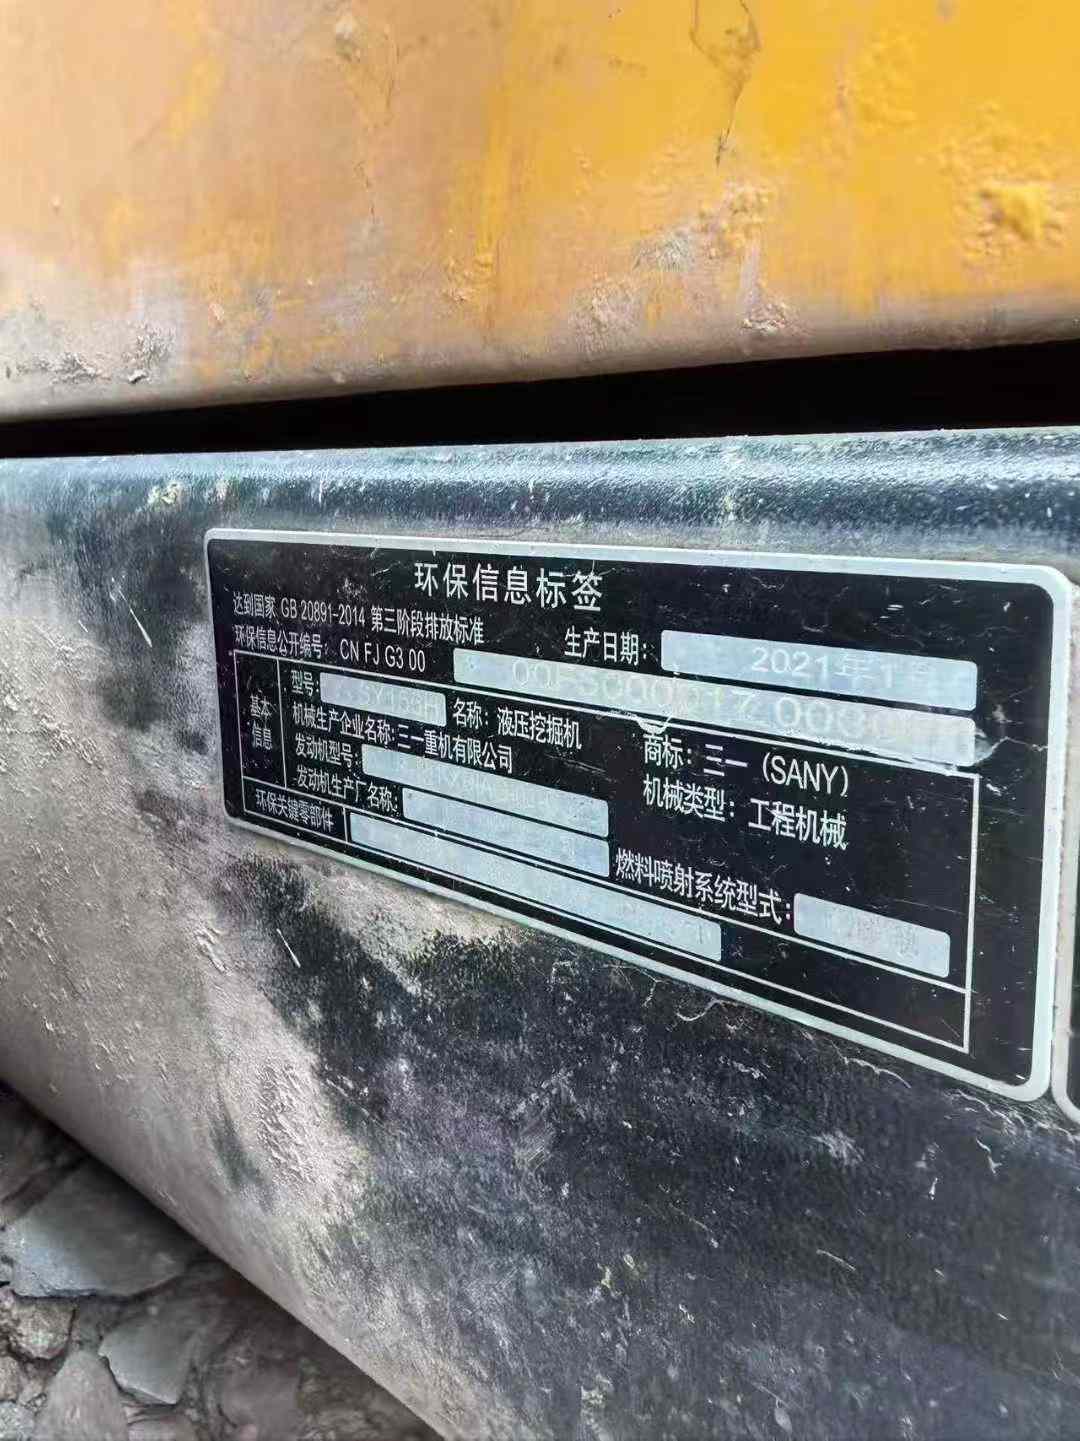 环保信息标签
达到国家 GB 20891-2014 第三阶段排放标准
生产日期: 2021年1
环保信息公开编号: CN FJ G3 00
基本信息
型号:
名称: 液压挖掘机
商标: 三一 (SANY)
机械生产企业名称: 三一重机有限公司
机械类型: 工程机械
发动机型号:
发动机生产厂名称:
燃料喷射系统型式:
环保关键零部件